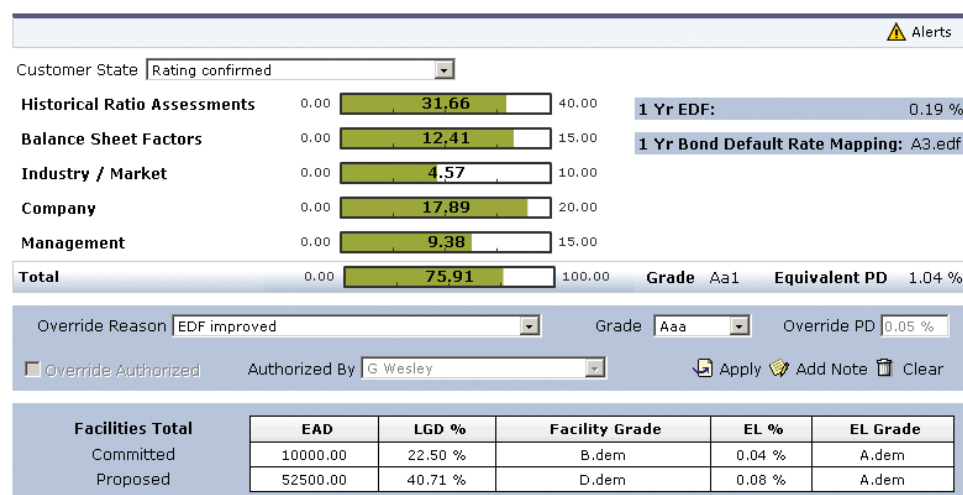 Alerts
Customer State Rating confirmed
Historical Ratio Assessments 0.00 31.66 40.00 1 Yr EDF: 0.19 %
Balance Sheet Factors 0.00 12.41 15.00 1 Yr Bond Default Rate Mapping: A3.edf
Industry / Market 0.00 4.57 10.00
Company 0.00 17.89 20.00
Management 0.00 9.38 15.00
Total 0.00 75.91 100.00 Grade Aa1 Equivalent PD 1.04 %
Override Reason EDF improved Grade Aaa Override PD 0.05 %
Override Authorized Authorized By G Wesley Apply Add Note Clear
Facilities Total EAD LGD % Facility Grade EL % EL Grade
Committed 10000.00 22.50 % B.dem 0.04 % A.dem
Proposed 52500.00 40.71 % D.dem 0.08 % A.dem